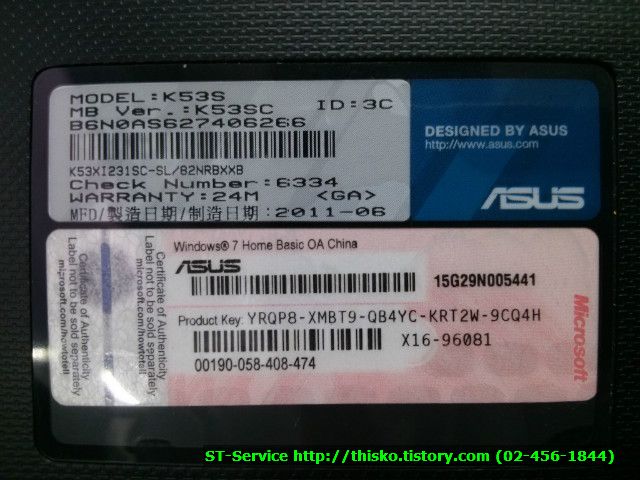 MODEL:K53S
MB Ver.:K53SC ID:3C
B6N0AS627406266
K53XI231SC-SL/82NRBXXB
Check Number:6334
WARRANTY:24M <GA>
MFD/製造日期/制造日期:2011-06
DESIGNED BY ASUS
http://www.asus.com
ASUS
Certificate of Authenticity
Label not to be sold separately
microsoft.com/howtotell
Certificate of Authenticity
Label not to be sold separately
microsoft.com/howtotell
Windows® 7 Home Basic OA China
ASUS
15G29N005441
Product Key: YRQP8-XMBT9-QB4YC-KRT2W-9CQ4H
X16-96081
00190-058-408-474
Microsoft
ST-Service http://thisko.tistory.com (02-456-1844)